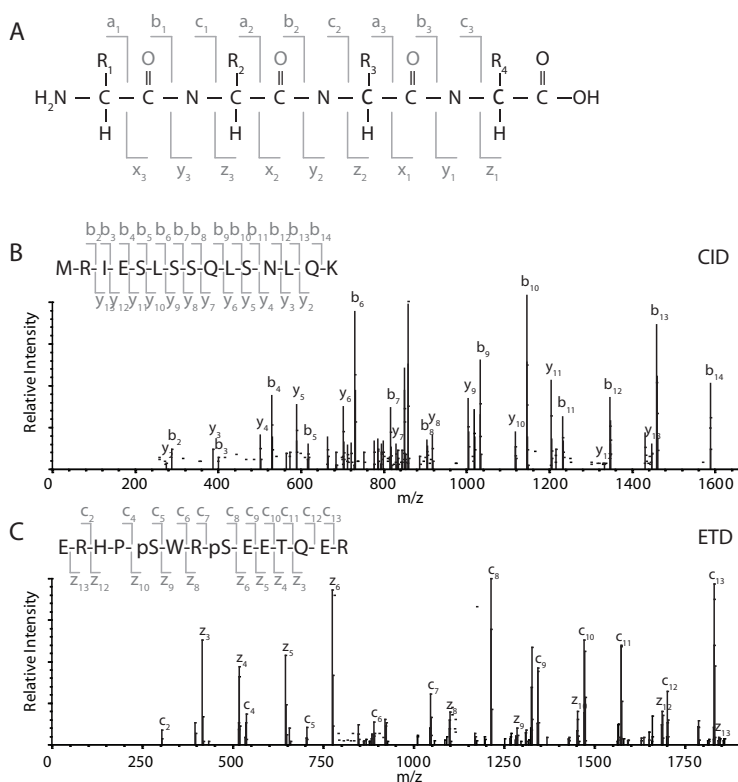 A
a1 b1 c1 a2 b2 c2 a3 b3 c3
R1 O R2 O R3 O R4 O
H2N C C N C C N C C N C C OH
H H H H
x3 y3 z3 x2 y2 z2 x1 y1 z1
B
CID
b2 b3 b4 b5 b6 b7 b8 b9 b10 b11 b12 b13 b14
M-R-I-E-S-L-S-S-Q-L-S-N-L-Q-K
y13 y12 y11 y10 y9 y8 y7 y6 y5 y4 y3 y2
Relative Intensity
y b2 y3 b3 y4 b4 y5 b5 y6 b6 b7 y7 b8 y8 y9 b9 y10 b10 y11 b11 y12 b12 y13 b13 b14
0 200 400 600 800 1000 1200 1400 1600
m/z
C
ETD
c2 c4 c5 c6 c7 c8 c9 c10 c11 c12 c13
E-R-H-P-pS-W-R-pS-E-E-T-Q-E-R
z13 z12 z10 z9 z8 z6 z5 z4 z3
Relative Intensity
c2 z3 z4 c4 z5 c5 z6 c6 c7 z8 c8 z9 c9 z10 c10 c11 z12 c12 c13 z13
250 500 750 1000 1250 1500 1750
m/z